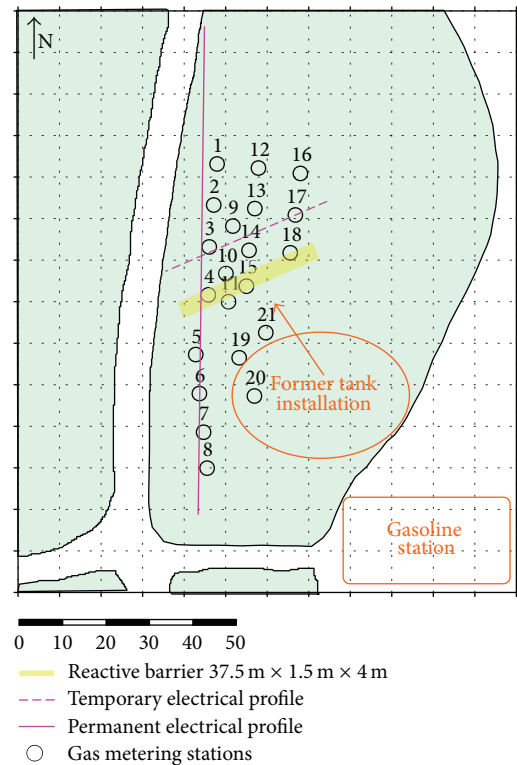 N
1
12
16
2
13
17
9
3
14
18
10
15
4
11
21
5
19
6
20
Former tank
installation
7
8
Gasoline
station
0 10 20 30 40 50
Reactive barrier 37.5 m × 1.5 m × 4 m
Temporary electrical profile
Permanent electrical profile
Gas metering stations